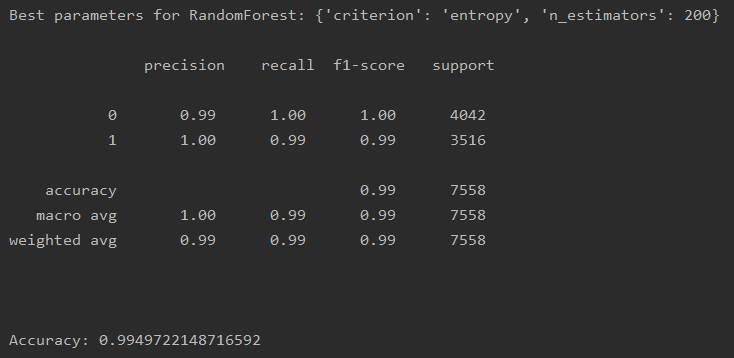 Best parameters for RandomForest: {'criterion': 'entropy', 'n_estimators': 200}
precision recall f1-score support
0 0.99 1.00 1.00 4042
1 1.00 0.99 0.99 3516
accuracy 0.99 7558
macro avg 1.00 0.99 0.99 7558
weighted avg 0.99 0.99 0.99 7558
Accuracy: 0.9949722148716592